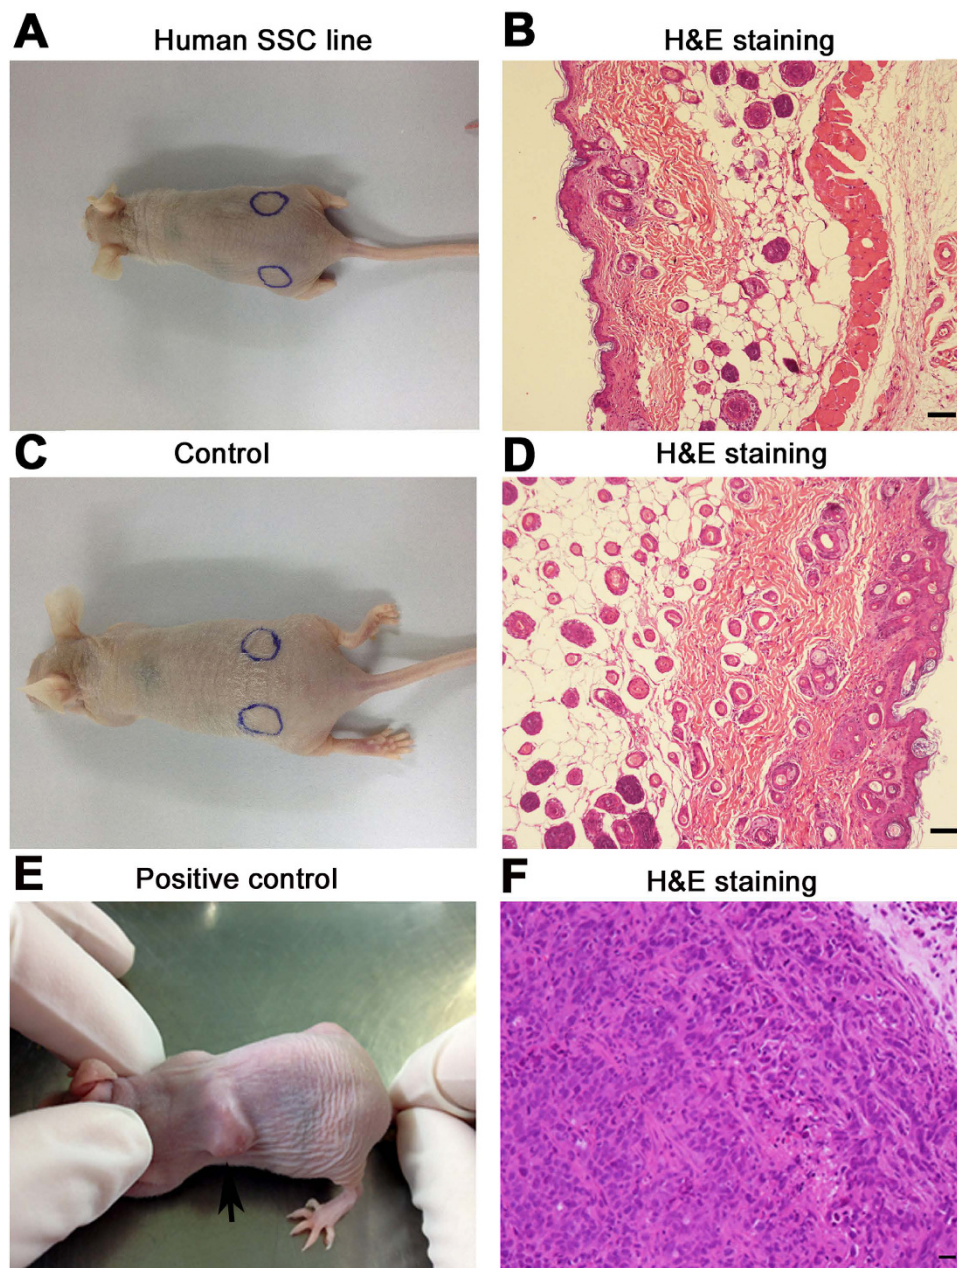 A Human SSC line
B H&E staining
C Control
D H&E staining
E Positive control
F H&E staining